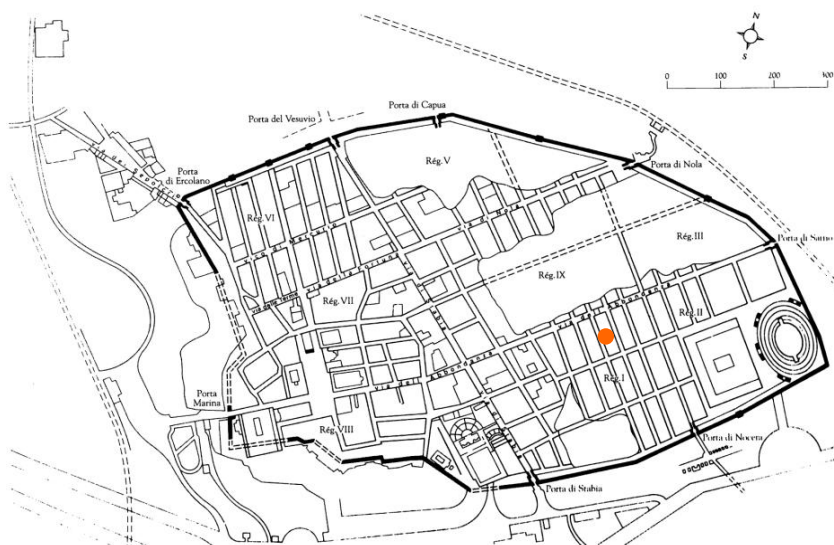 N
S
0 100 200 300
Porta di Capua
Porta del Vesuvio
Rég.V
Porta di Nola
Porta
di Ercolano
Rég.VI
Rég.III
Porta di Sarno
Rég.IX
Rég.VII
Rég.II
Rég.I
Porta
Marina
Rég.VIII
Porta di Nocera
Porta di Stabia